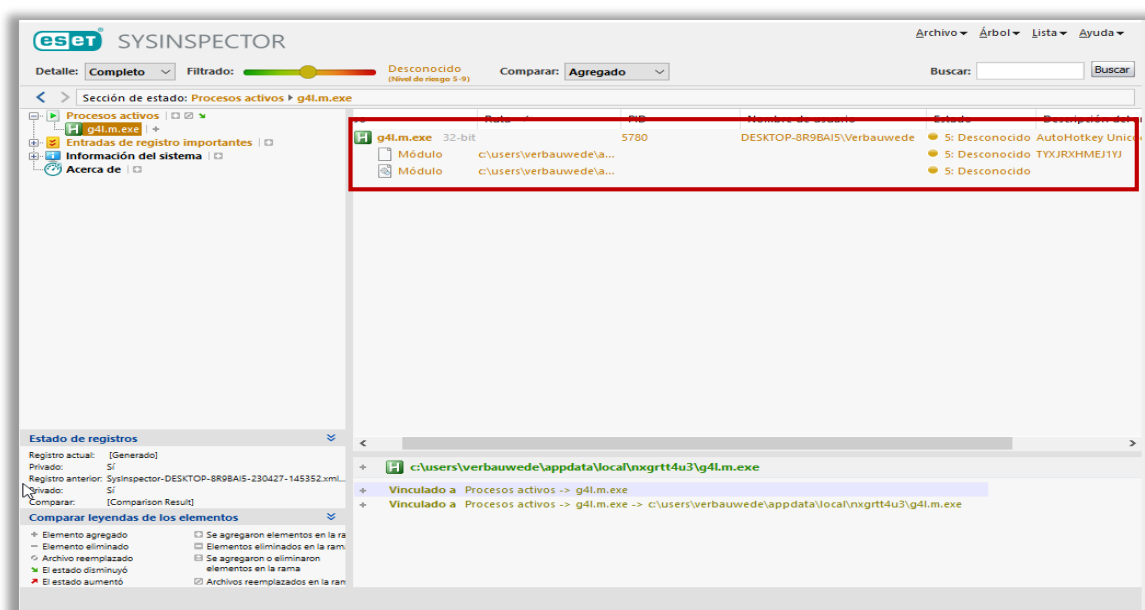 eset SYSINSPECTOR
Archivo Árbol Lista Ayuda
Detalle: Completo Filtrado: Desconocido (Nivel de riesgo 5-9) Comparar: Agregado Buscar: Buscar
Sección de estado: Procesos activos g4l.m.exe
Procesos activos
g4l.m.exe
Entradas de registro importantes
Información del sistema
Acerca de
PID Nombre de usuario Estado
g4l.m.exe 32-bit 5780 DESKTOP-8R9BAI5\Verbauwede 5: Desconocido AutoHotkey
Módulo c:\users\verbauwede\a... 5: Desconocido TYXJRXHMEJ1YJ
Módulo c:\users\verbauwede\a... 5: Desconocido
Estado de registros
Registro actual: [Generado]
Privado: Sí
Registro anterior: SysInspector-DESKTOP-8R9BAI5-230427-145352.xml...
Privado: Sí
Comparar: [Comparison Result]
Comparar leyendas de los elementos
Elemento agregado
Elemento eliminado
Archivo reemplazado
El estado disminuyó
El estado aumentó
Se agregaron elementos en la ra
Elementos eliminados en la ram
Se agregaron o eliminaron
elementos en la rama
Archivos reemplazados en la ram
c:\users\verbauwede\appdata\local\nxgrtt4u3\g4l.m.exe
Vinculado a Procesos activos -> g4l.m.exe
Vinculado a Procesos activos -> g4l.m.exe -> c:\users\verbauwede\appdata\local\nxgrtt4u3\g4l.m.exe